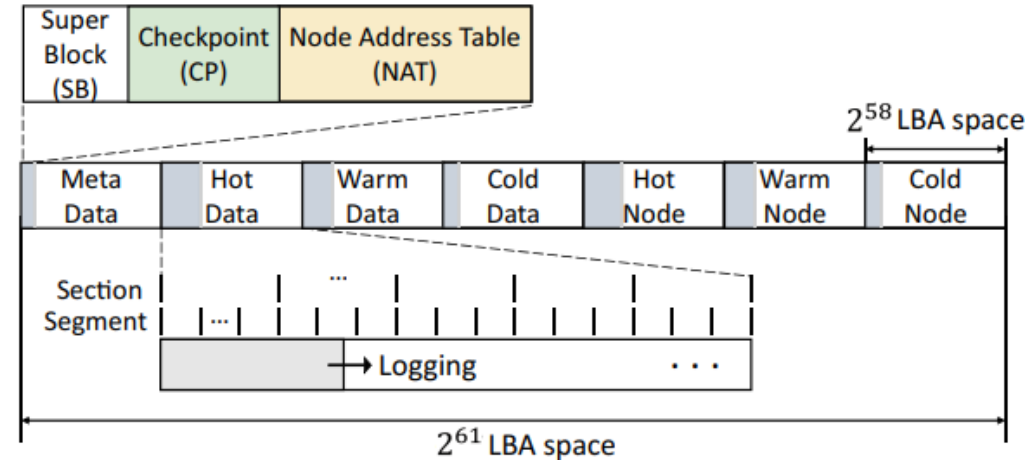 Super
Block
(SB)
Checkpoint
(CP)
Node Address Table
(NAT)
2^58 LBA space
Meta
Data
Hot
Data
Warm
Data
Cold
Data
Hot
Node
Warm
Node
Cold
Node
Section
...
Segment
...
Logging
. . .
2^61 LBA space